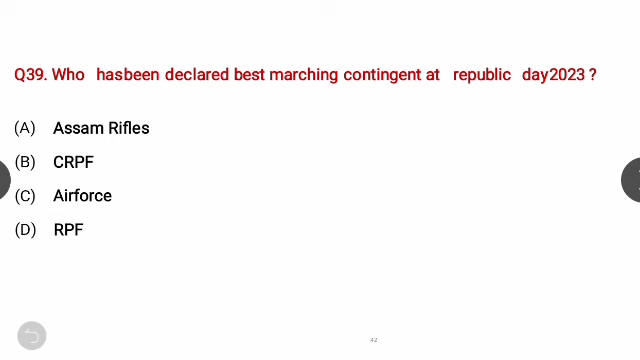 Q39. Who hasbeen declared best marching contingent at republic day2023 ?
(A) Assam Rifles
(B) CRPF
(C) Airforce
(D) RPF
42